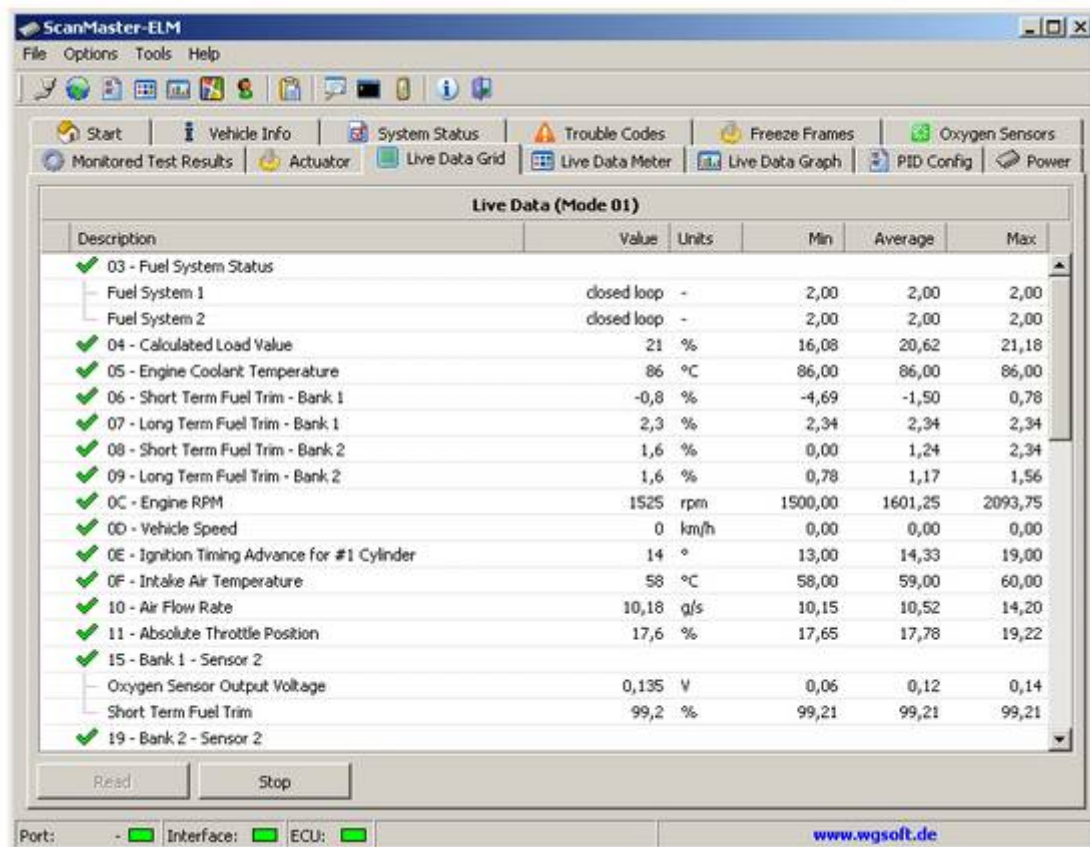 ScanMaster-ELM
File Options Tools Help
Start Vehicle Info System Status Trouble Codes Freeze Frames Oxygen Sensors
Monitored Test Results Actuator Live Data Grid Live Data Meter Live Data Graph PID Config Power
Live Data (Mode 01)
Description Value Units Min Average Max
03 - Fuel System Status
Fuel System 1 closed loop - 2,00 2,00 2,00
Fuel System 2 closed loop - 2,00 2,00 2,00
04 - Calculated Load Value 21 % 16,08 20,62 21,18
05 - Engine Coolant Temperature 86 °C 86,00 86,00 86,00
06 - Short Term Fuel Trim - Bank 1 -0,8 % -4,69 -1,50 0,78
07 - Long Term Fuel Trim - Bank 1 2,3 % 2,34 2,34 2,34
08 - Short Term Fuel Trim - Bank 2 1,6 % 0,00 1,24 2,34
09 - Long Term Fuel Trim - Bank 2 1,6 % 0,78 1,17 1,56
0C - Engine RPM 1525 rpm 1500,00 1601,25 2093,75
0D - Vehicle Speed 0 km/h 0,00 0,00 0,00
0E - Ignition Timing Advance for #1 Cylinder 14 ° 13,00 14,33 19,00
0F - Intake Air Temperature 58 °C 58,00 59,00 60,00
10 - Air Flow Rate 10,18 g/s 10,15 10,52 14,20
11 - Absolute Throttle Position 17,6 % 17,65 17,78 19,22
15 - Bank 1 - Sensor 2
Oxygen Sensor Output Voltage 0,135 V 0,06 0,12 0,14
Short Term Fuel Trim 99,2 % 99,21 99,21 99,21
19 - Bank 2 - Sensor 2
Read Stop
Port: - Interface: ECU: www.wgsoft.de